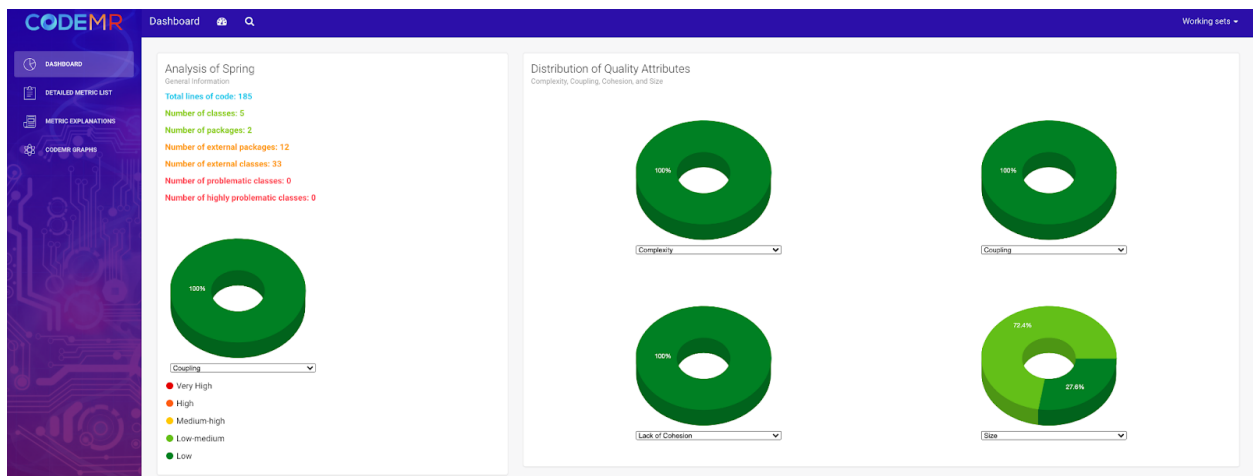 CODEMR
Dashboard
Working sets
DASHBOARD
DETAILED METRIC LIST
METRIC EXPLANATIONS
CODEMR GRAPHS
Analysis of Spring
General Information
Total lines of code: 185
Number of classes: 5
Number of packages: 2
Number of external packages: 12
Number of external classes: 33
Number of problematic classes: 0
Number of highly problematic classes: 0
100%
Coupling
Very High
High
Medium-high
Low-medium
Low
Distribution of Quality Attributes
Complexity, Coupling, Cohesion, and Size
100%
Complexity
100%
Coupling
100%
Lack of Cohesion
72.4%
27.6%
Size